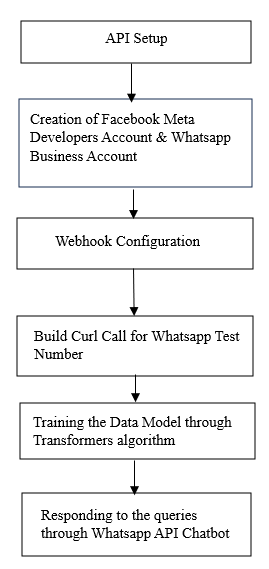 API Setup
Creation of Facebook Meta
Developers Account & Whatsapp
Business Account
Webhook Configuration
Build Curl Call for Whatsapp Test
Number
Training the Data Model through
Transformers algorithm
Responding to the queries
through Whatsapp API Chatbot